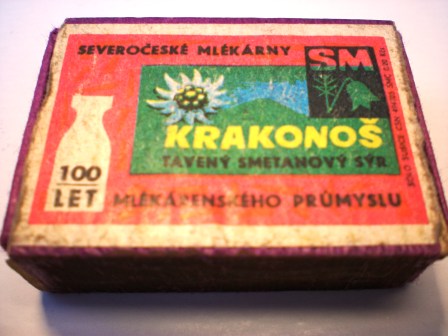 SEVEROČESKÉ MLÉKÁRNY
SM
KRAKONOŠ
TAVENÝ SMETANOVÝ SÝR
100
LET
MLÉKÁRENSKÉHO PRŮMYSLU